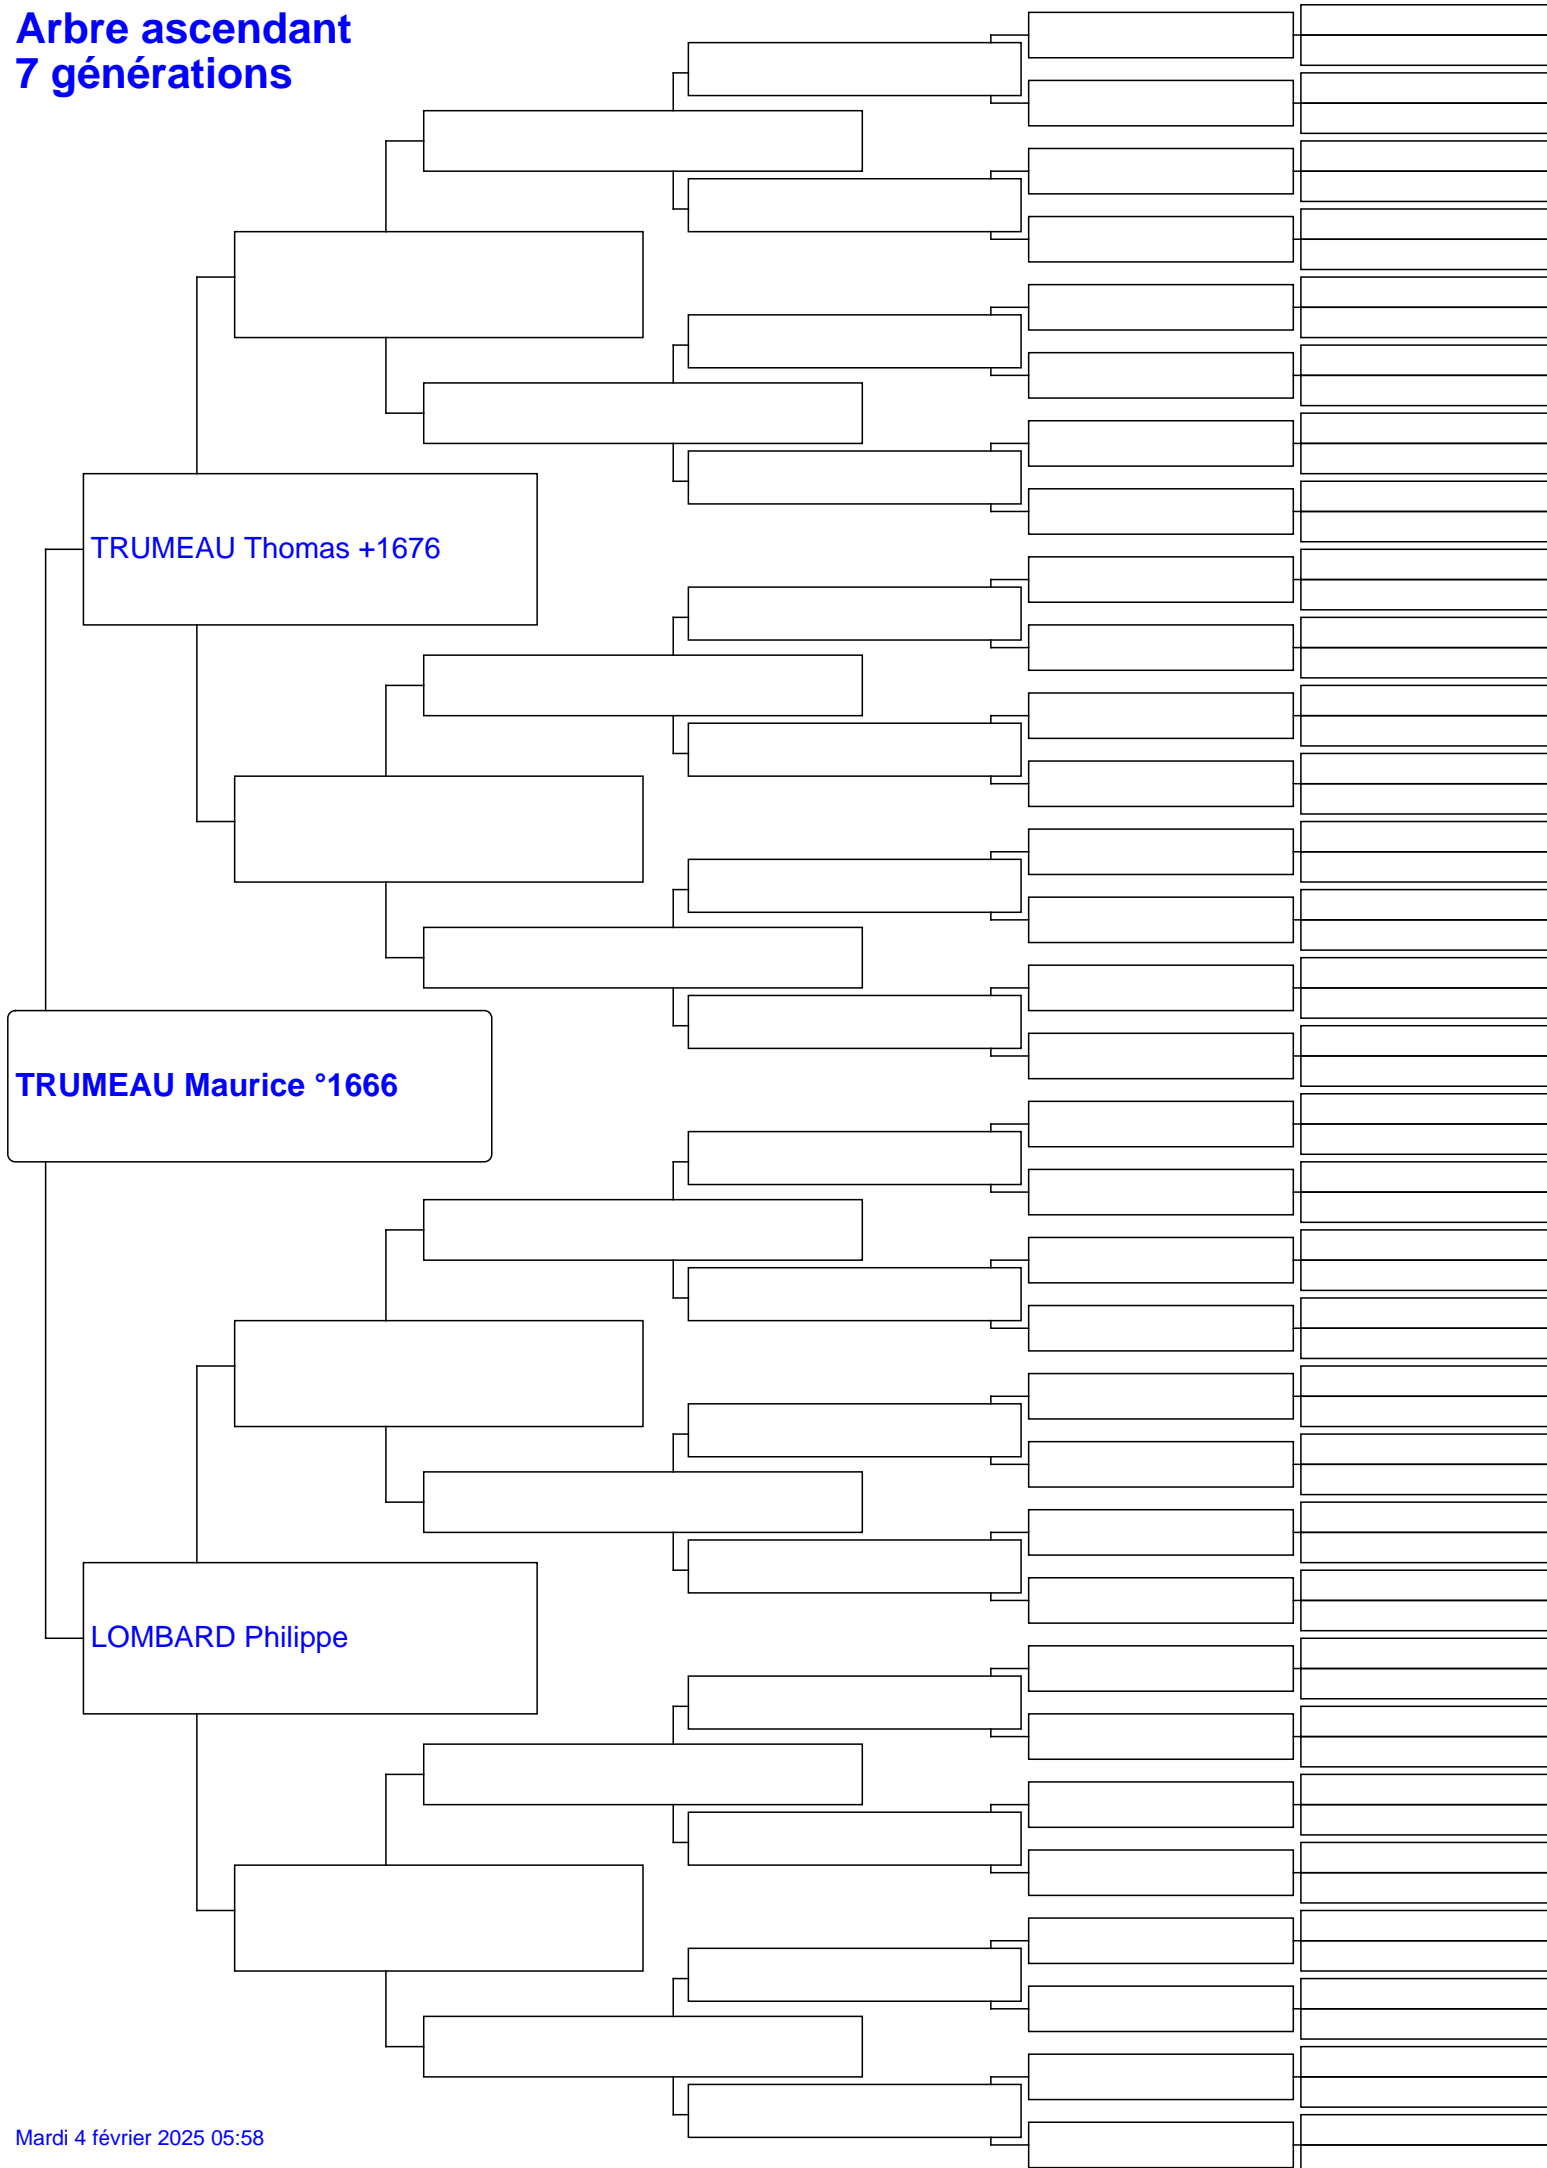 Arbre ascendant
7 générations
TRUMEAU Thomas +1676
TRUMEAU Maurice °1666
LOMBARD Philippe
Mardi 4 février 2025 05:58